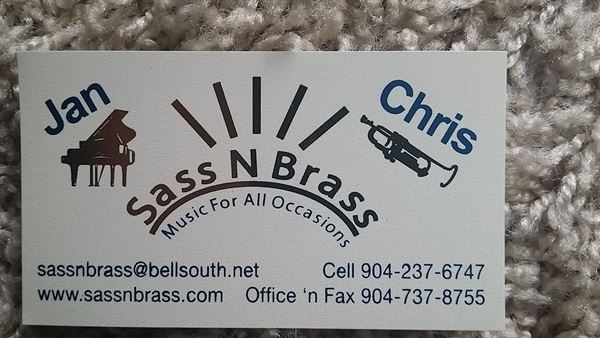 Jan
Chris
Sass N Brass
Music For All Occasions
sassnbrass@bellsouth.net Cell 904-237-6747
www.sassnbrass.com Office 'n Fax 904-737-8755